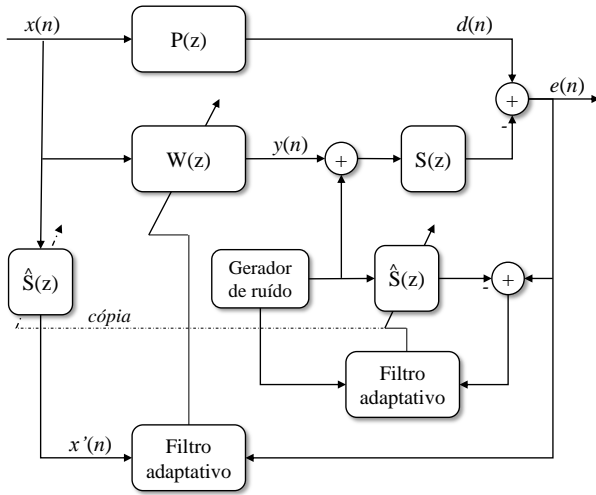 x(n)
P(z)
d(n)
e(n)
+
-
W(z)
y(n)
+
S(z)
Ŝ(z)
Gerador
de ruído
Ŝ(z)
+
-
cópia
Filtro
adaptativo
x’(n)
Filtro
adaptativo